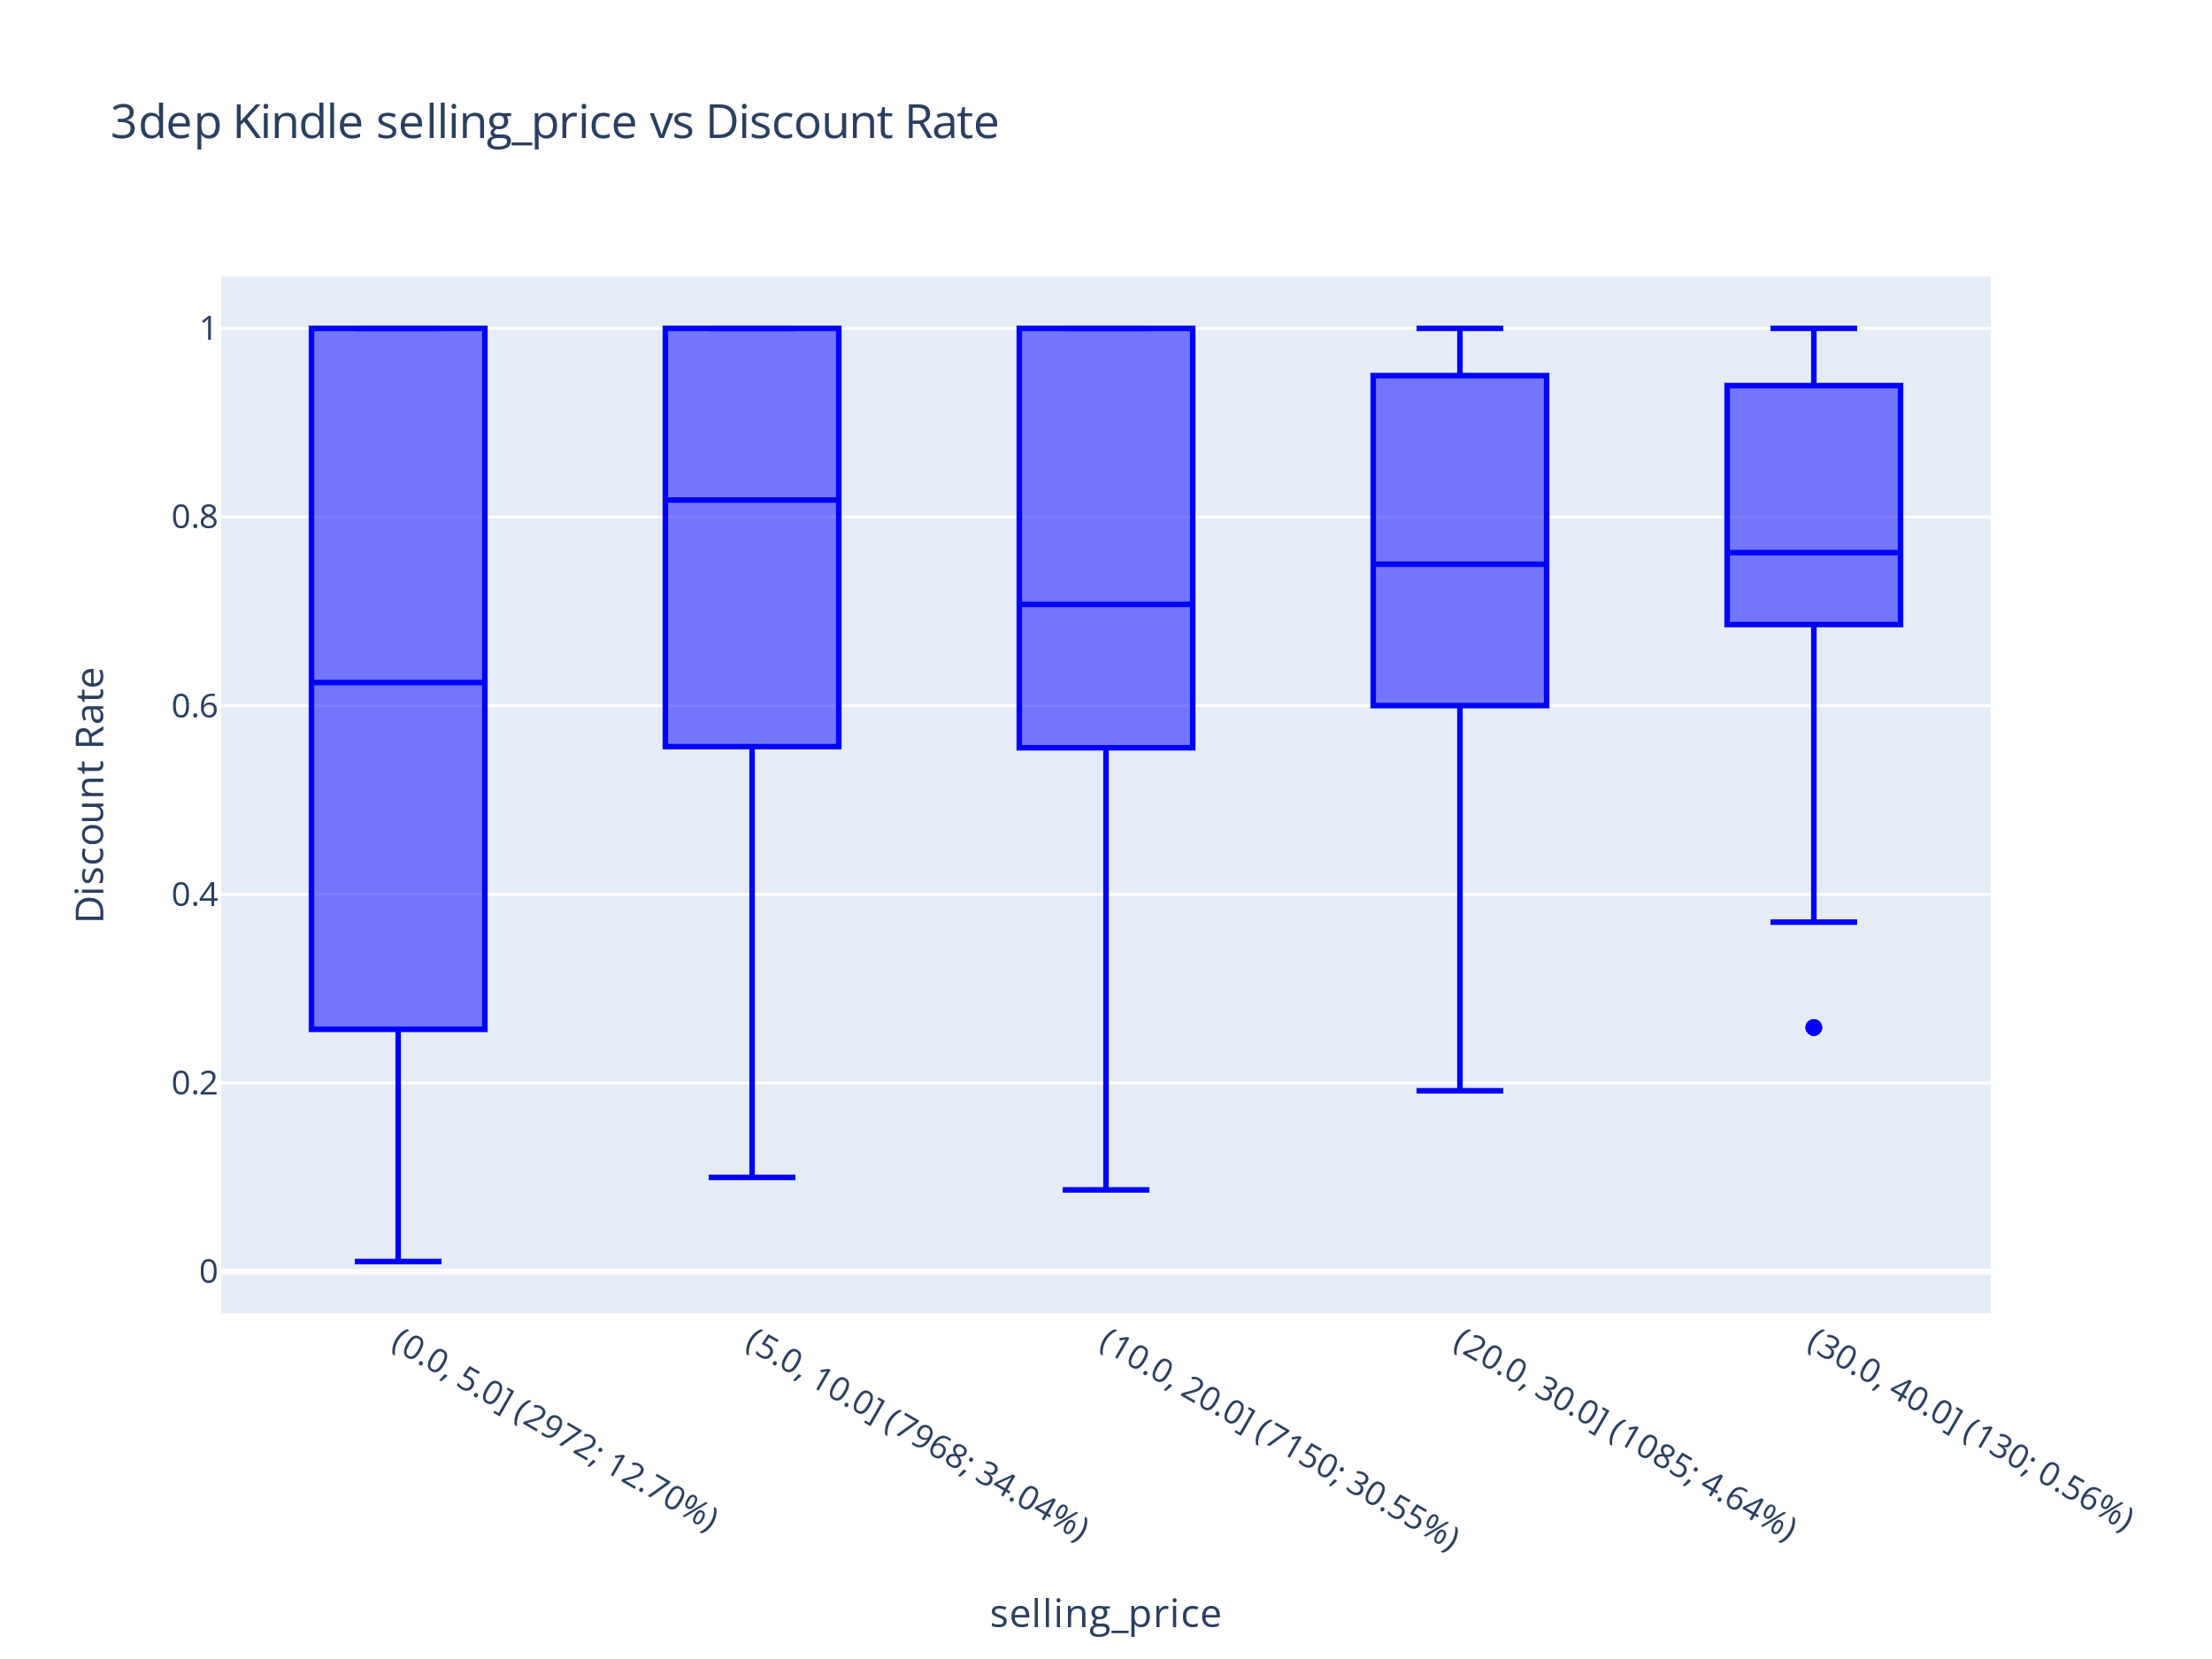 3dep Kindle selling_price vs Discount Rate
1
0.8
0.6
0.4
0.2
0
Discount Rate
(0.0, 5.0] (2972; 12.70%)
(5.0, 10.0] (7968; 34.04%)
(10.0, 20.0] (7150; 30.55%)
(20.0, 30.0] (1085; 4.64%)
(30.0, 40.0] (130; 0.56%)
selling_price